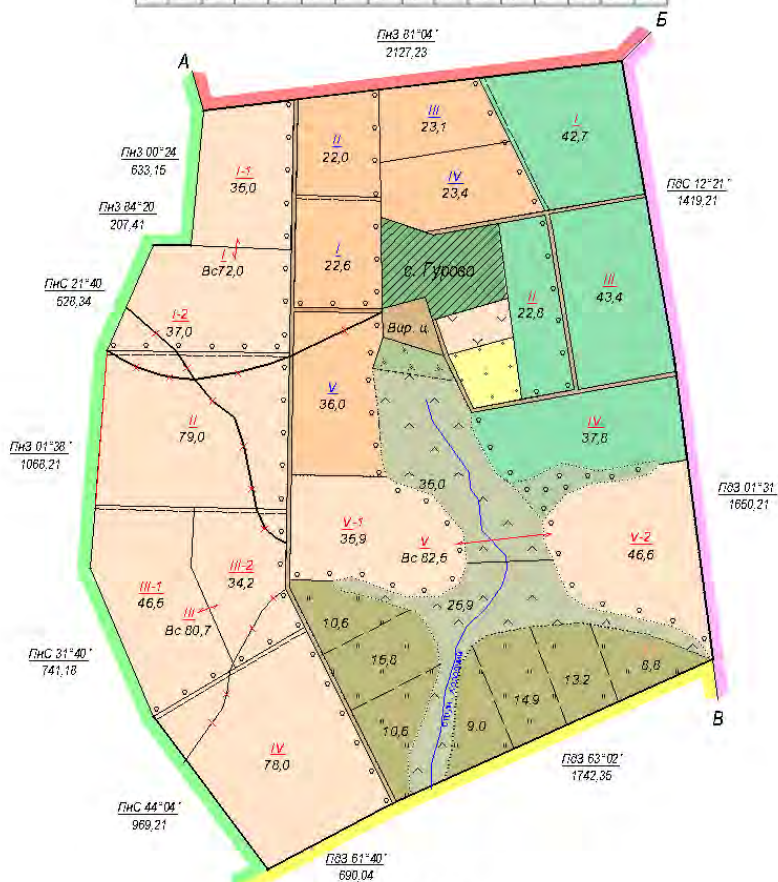 Б
ПнЗ 81°04'
2127,23
А
III
23,1
I
42,7
II
22,0
I-1
35,0
ПнЗ 00°24
633,15
IV
23,4
ПдС 12°21'
1419,21
ПнЗ 84°20
207,41
с. Гурово
I
Вс72,0
I
22,6
II
22,8
III
43,4
ПнС 21°40
528,34
I-2
37,0
Вир. ц.
V
36,0
II
79,0
IV
37,8
ПнЗ 01°38'
1068,21
35,0
ПдЗ 01°31
1650,21
V-1
35,9
V
Вс 82,5
V-2
46,6
III-2
34,2
III-1
46,5
III
Вс 80,7
26,9
10,6
ПнС 31°40'
741,18
15,8
8,8
13,2
14,9
В
10,6
9.0
IV
78,0
ПдЗ 63°02'
1742,35
ПнС 44°04'
969,21
ПдЗ 61°40'
690,04